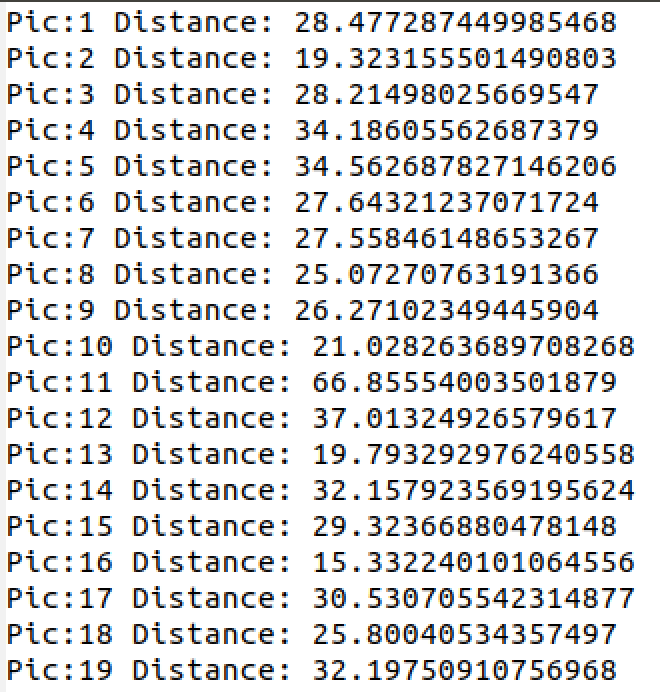 Pic:1 Distance: 28.477287449985468
Pic:2 Distance: 19.323155501490803
Pic:3 Distance: 28.21498025669547
Pic:4 Distance: 34.18605562687379
Pic:5 Distance: 34.562687827146206
Pic:6 Distance: 27.64321237071724
Pic:7 Distance: 27.55846148653267
Pic:8 Distance: 25.07270763191366
Pic:9 Distance: 26.27102349445904
Pic:10 Distance: 21.028263689708268
Pic:11 Distance: 66.85554003501879
Pic:12 Distance: 37.01324926579617
Pic:13 Distance: 19.793292976240558
Pic:14 Distance: 32.157923569195624
Pic:15 Distance: 29.32366880478148
Pic:16 Distance: 15.332240101064556
Pic:17 Distance: 30.530705542314877
Pic:18 Distance: 25.80040534357497
Pic:19 Distance: 32.19750910756968